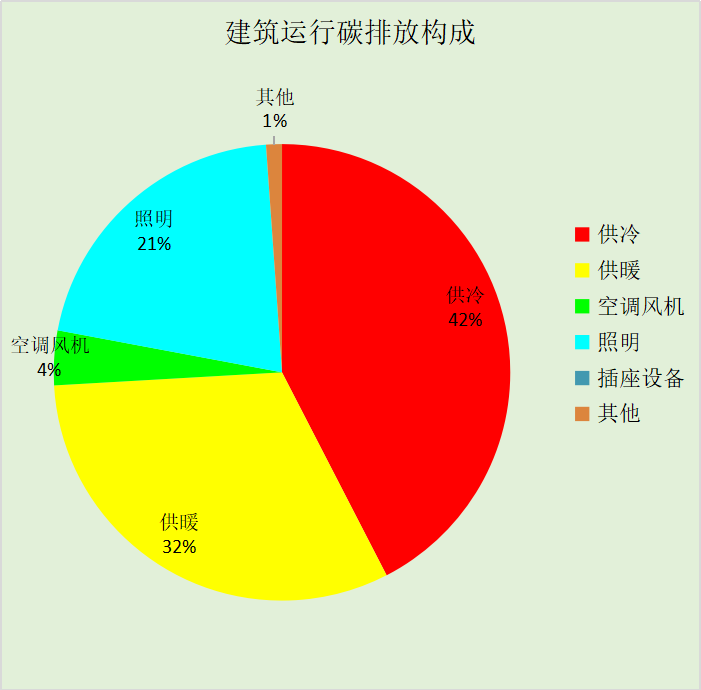 建筑运行碳排放构成
其他
1%
照明
21%
供冷
42%
空调风机
4%
供暖
32%
供冷
供暖
空调风机
照明
插座设备
其他